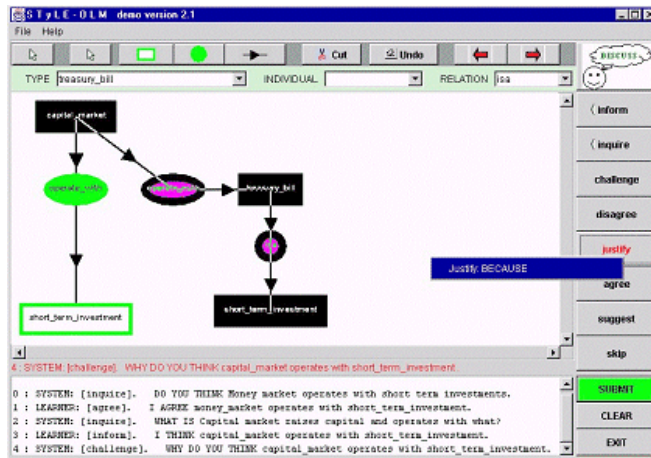 S T y L E - O L M demo version 2.1
File Help
Cut Undo
DISCUSS
TYPE treasury_bill INDIVIDUAL RELATION isa
inform
inquire
challenge
disagree
justify
Justify: BECAUSE
agree
suggest
skip
SUBMIT
CLEAR
EXIT
capital_market
operate_with treasury_bill
short_term_investment short_term_investment
4 : SYSTEM: [challenge]. WHY DO YOU THINK capital_market operates with short_term_investment.
0 : SYSTEM: [inquire]. DO YOU THINK Money market operates with short term investments.
1 : LEARNER: [agree]. I AGREE money_market operates with short_term_investment.
2 : SYSTEM: [inquire]. WHAT IS Capital market raises capital and operates with what?
3 : LEARNER: [inform]. I THINK capital_market operates with short_term_investment.
4 : SYSTEM: [challenge]. WHY DO YOU THINK capital_market operates with short_term_investment.